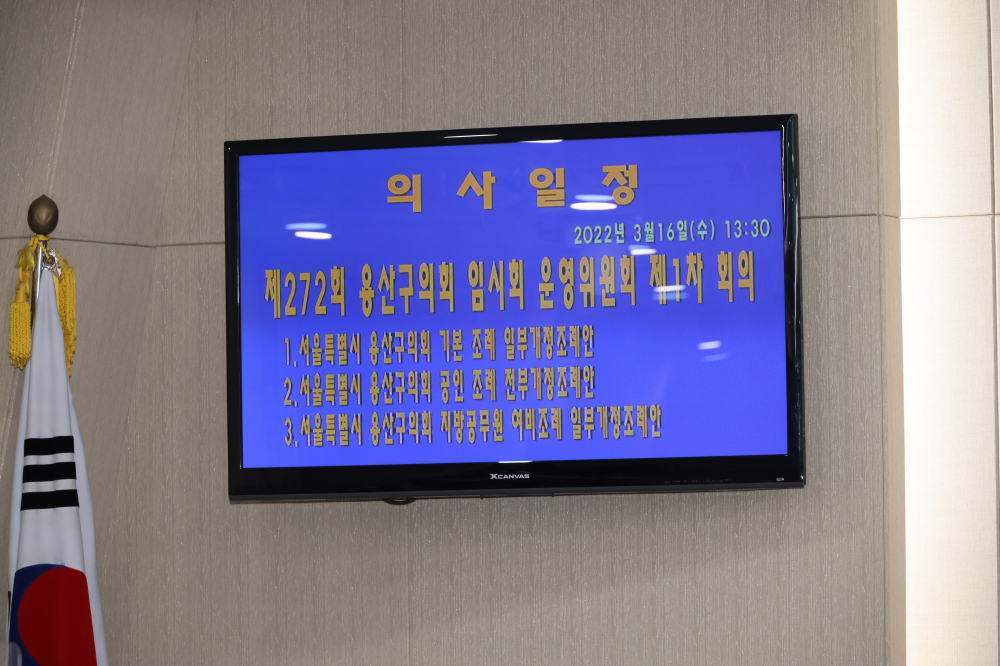 의사일정
2022년 3월16일(수) 13:30
제272회 용산구의회 임시회 운영위원회 제1차 회의
1.서울특별시 용산구의회 기본 조례 일부개정조례안
2.서울특별시 용산구의회 공인 조례 전부개정조례안
3.서울특별시 용산구의회 지방공무원 여비조례 일부개정조례안
XCANVAS